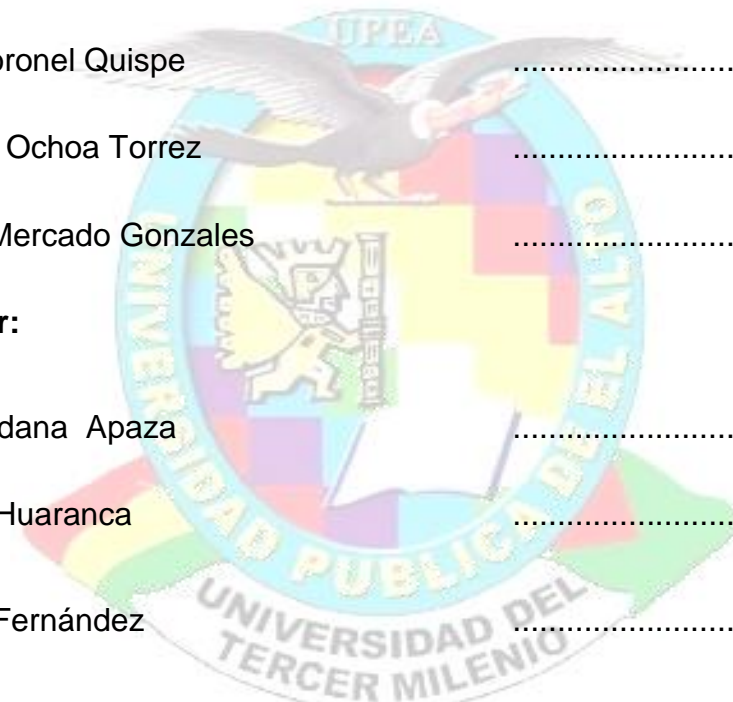 UPEA
oronel Quispe ........................
Ochoa Torrez ........................
Mercado Gonzales ........................
r:
dana Apaza ........................
Huaranca ........................
Fernández ........................
UNIVERSIDAD PUBLICA DE EL ALTO
UNIVERSIDAD DEL
TERCER MILENIO